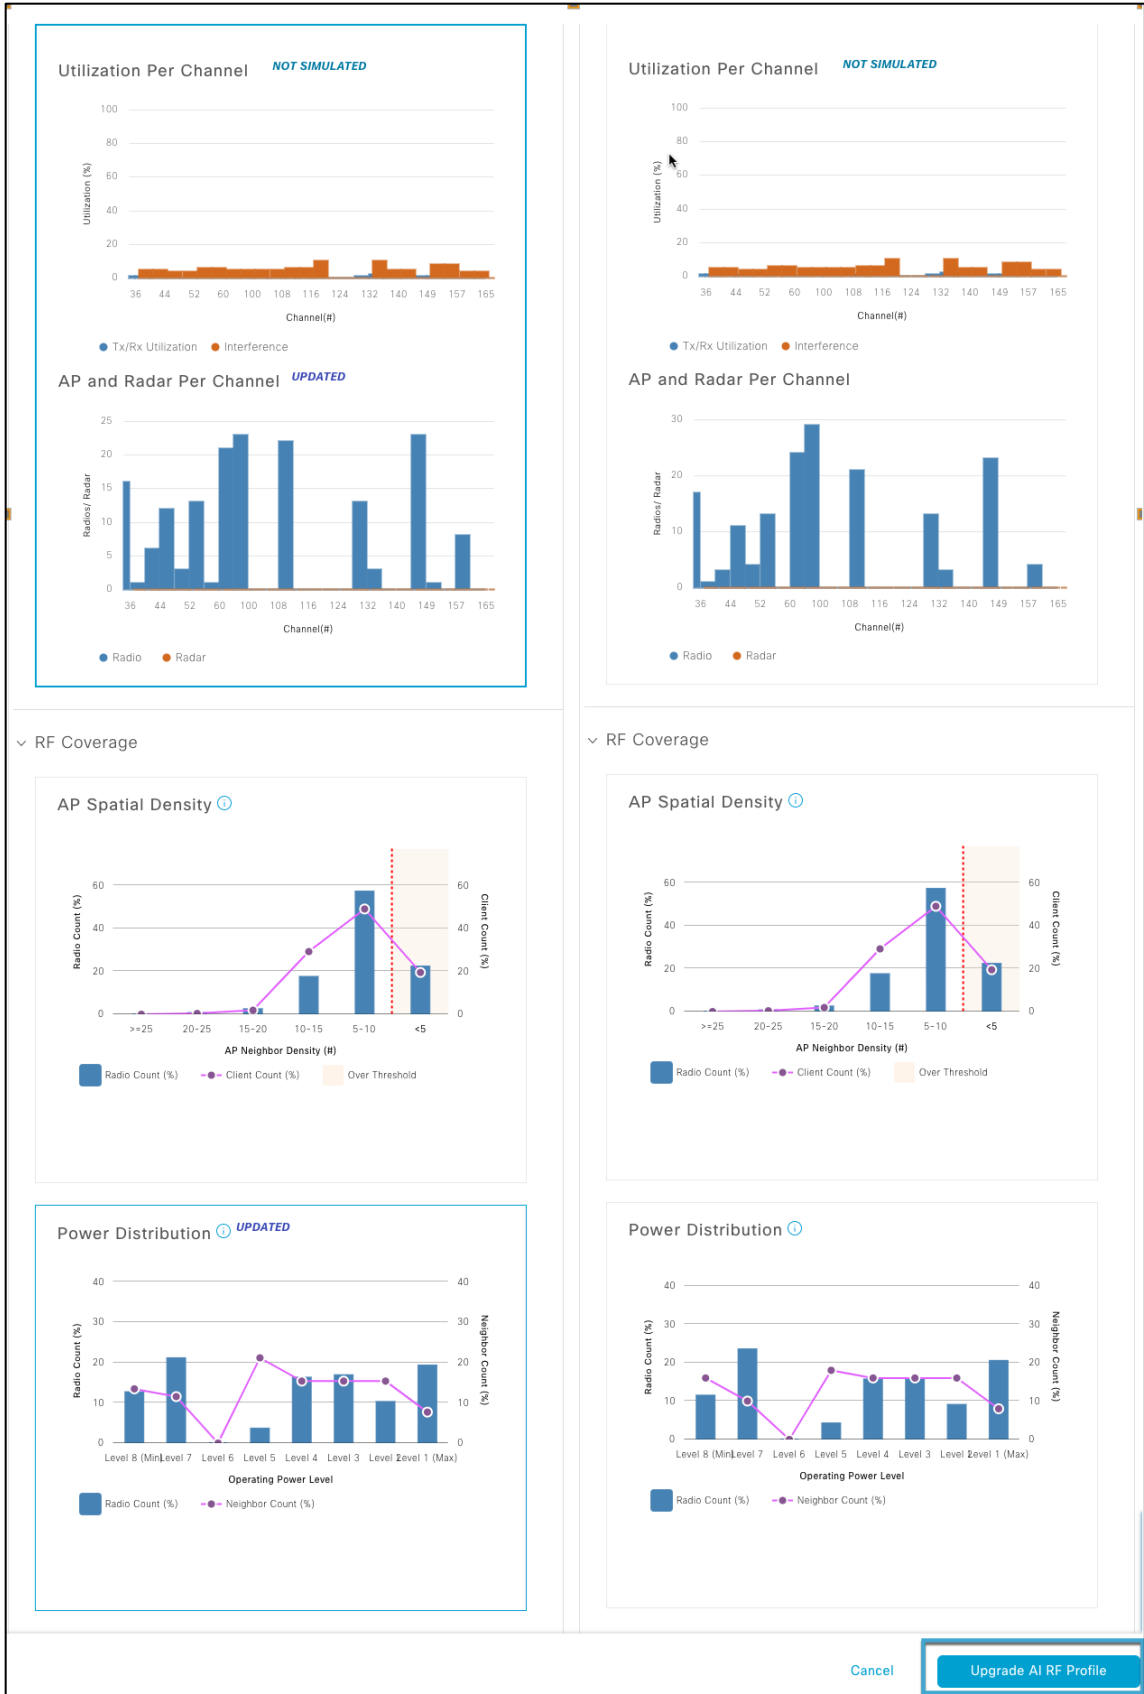 Utilization Per Channel NOT SIMULATED
100
80
60
40
20
0
Utilization (%)
36 44 52 60 100 108 116 124 132 140 149 157 165
Channel(#)
Tx/Rx Utilization Interference
AP and Radar Per Channel UPDATED
25
20
15
10
5
0
Radios/ Radar
36 44 52 60 100 108 116 124 132 140 149 157 165
Channel(#)
Radio Radar
RF Coverage
AP Spatial Density
60 60
40 40
20 20
0 0
Radio Count (%)
Client Count (%)
>=25 20-25 15-20 10-15 5-10 <5
AP Neighbor Density (#)
Radio Count (%) Client Count (%) Over Threshold
Power Distribution UPDATED
40 40
30 30
20 20
10 10
0 0
Radio Count (%)
Neighbor Count (%)
Level 8 (Min) Level 7 Level 6 Level 5 Level 4 Level 3 Level 2 Level 1 (Max)
Operating Power Level
Radio Count (%) Neighbor Count (%)
Utilization Per Channel NOT SIMULATED
100
80
60
40
20
0
Utilization (%)
36 44 52 60 100 108 116 124 132 140 149 157 165
Channel(#)
Tx/Rx Utilization Interference
AP and Radar Per Channel
30
20
10
0
Radios/ Radar
36 44 52 60 100 108 116 124 132 140 149 157 165
Channel(#)
Radio Radar
RF Coverage
AP Spatial Density
60 60
40 40
20 20
0 0
Radio Count (%)
Client Count (%)
>=25 20-25 15-20 10-15 5-10 <5
AP Neighbor Density (#)
Radio Count (%) Client Count (%) Over Threshold
Power Distribution
40 40
30 30
20 20
10 10
0 0
Radio Count (%)
Neighbor Count (%)
Level 8 (Min) Level 7 Level 6 Level 5 Level 4 Level 3 Level 2 Level 1 (Max)
Operating Power Level
Radio Count (%) Neighbor Count (%)
Cancel Upgrade AI RF Profile